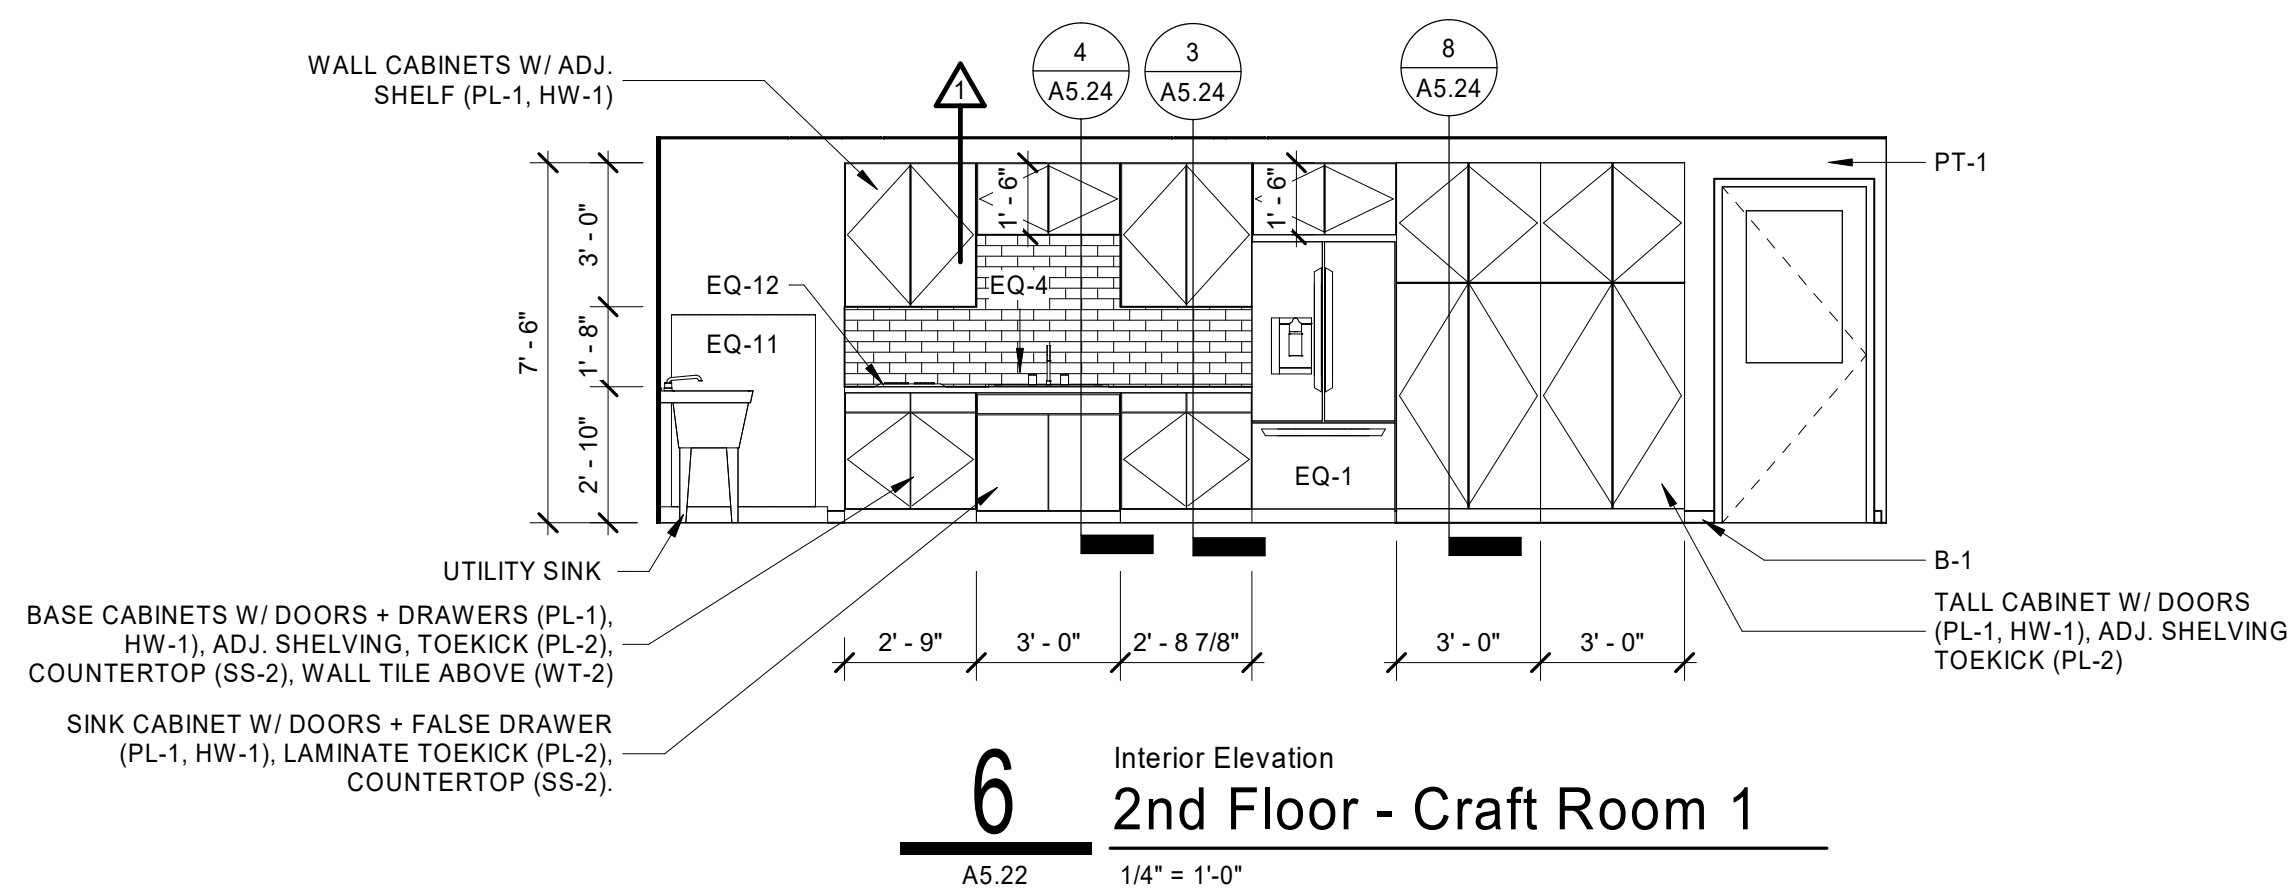 WALL CABINETS W/ ADJ.
SHELF (PL-1, HW-1)
1
4
A5.24
3
A5.24
8
A5.24
PT-1
7' - 6"
3' - 0"
1' - 8"
2' - 10"
1' - 6"
1' - 6"
EQ-12
EQ-4
EQ-11
EQ-1
UTILITY SINK
BASE CABINETS W/ DOORS + DRAWERS (PL-1),
HW-1), ADJ. SHELVING, TOEKICK (PL-2),
COUNTERTOP (SS-2), WALL TILE ABOVE (WT-2)
SINK CABINET W/ DOORS + FALSE DRAWER
(PL-1, HW-1), LAMINATE TOEKICK (PL-2),
COUNTERTOP (SS-2).
2' - 9"
3' - 0"
2' - 8 7/8"
3' - 0"
3' - 0"
B-1
TALL CABINET W/ DOORS
(PL-1, HW-1), ADJ. SHELVING
TOEKICK (PL-2)
6
A5.22
Interior Elevation
2nd Floor - Craft Room 1
1/4" = 1'-0"